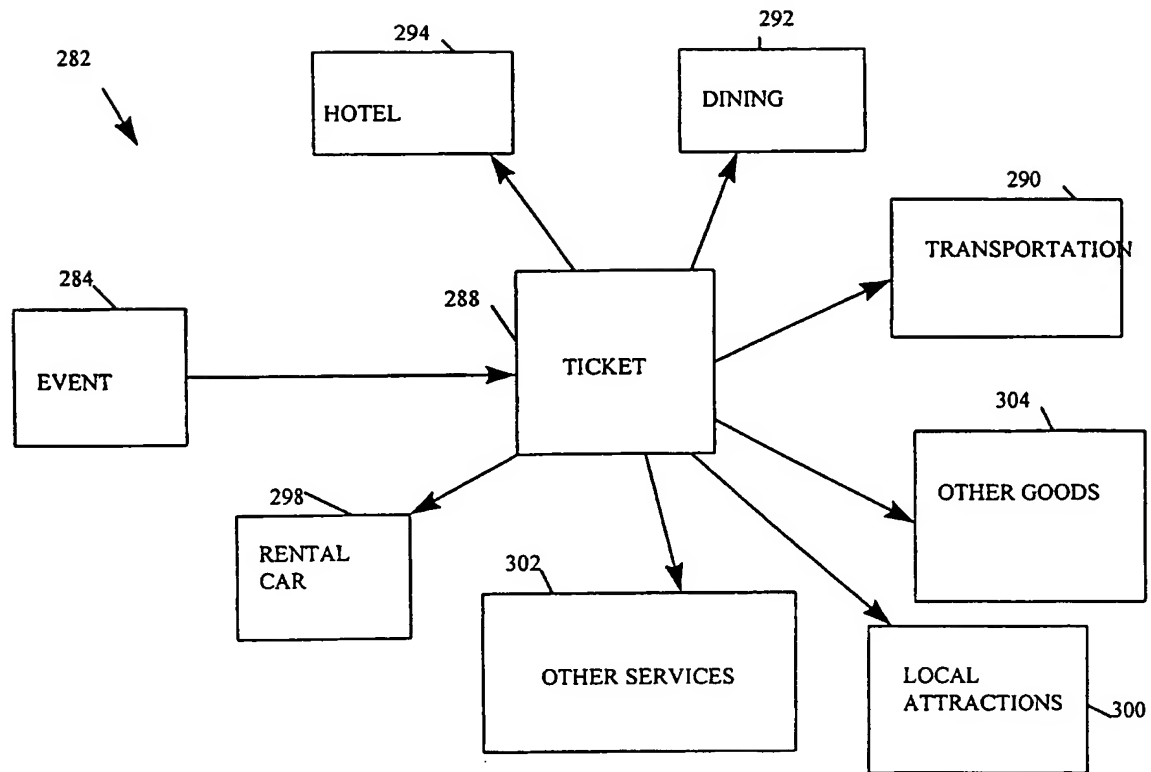 282
294
HOTEL
292
DINING
290
TRANSPORTATION
284
EVENT
288
TICKET
304
OTHER GOODS
298
RENTAL
CAR
302
OTHER SERVICES
LOCAL
ATTRACTIONS
300